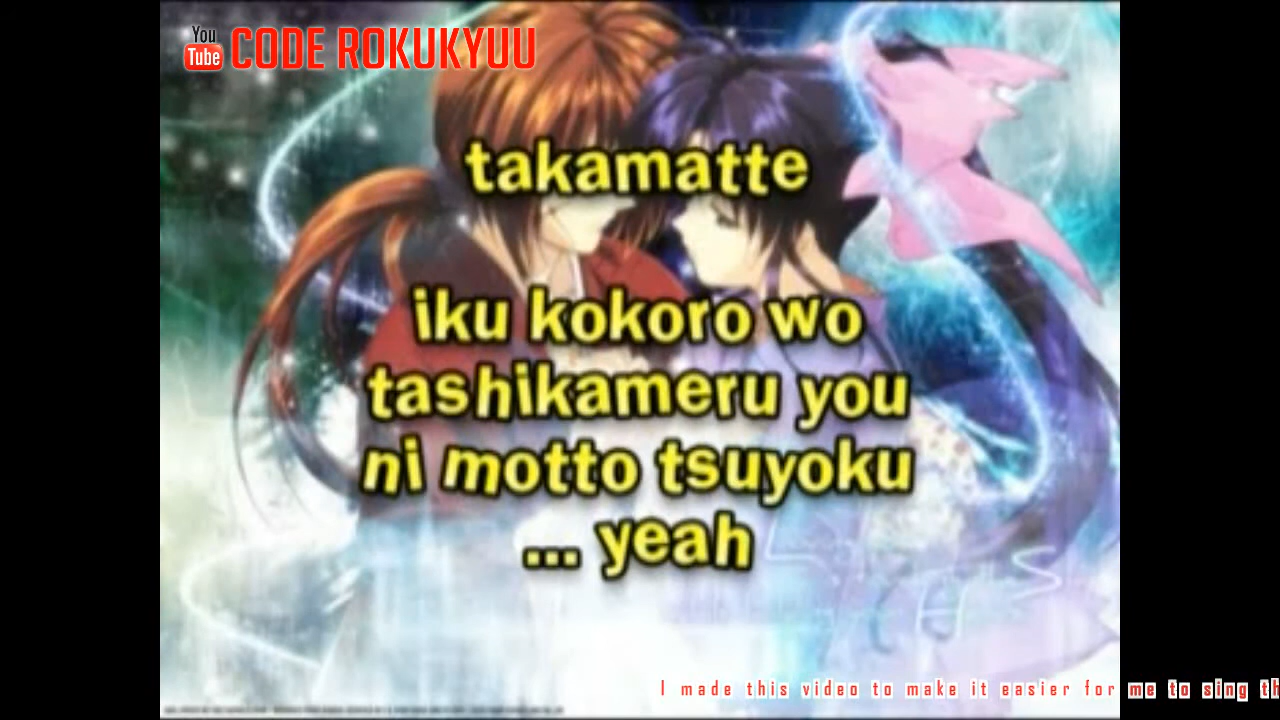 You
Tube CODE ROKUKYUU
takamatte
iku kokoro wo
tashikameru you
ni motto tsuyoku
... yeah
I made this video to make it easier for me to sing th